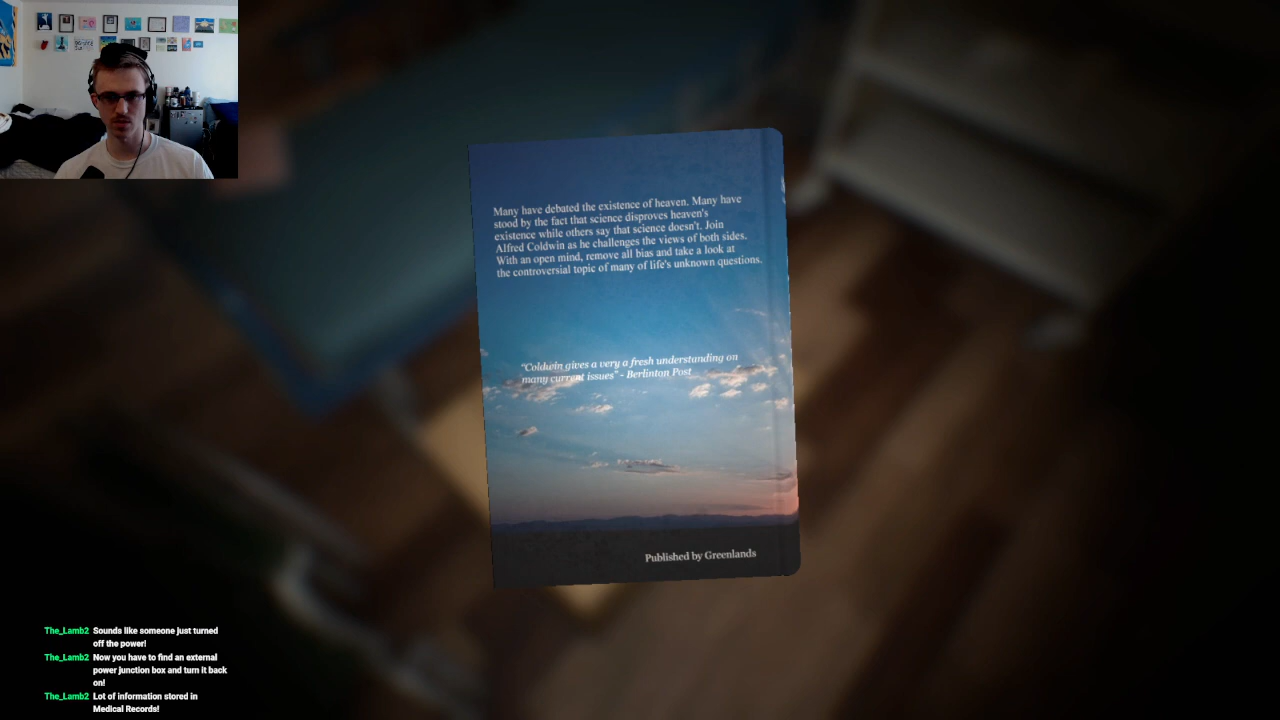 Many have debated the existence of heaven. Many have
stood by the fact that science disproves heaven's
existence while others say that science doesn't. Join
Alfred Coldwin as he challenges the views of both sides.
With an open mind, remove all bias and take a look at
the controversial topic of many of life's unknown questions.
"Coldwin gives a very a fresh understanding on
many current issues" - Berlinton Post
Published by Greenlands
The_Lamb2 Sounds like someone just turned
off the power!
The_Lamb2 Now you have to find an external
power junction box and turn it back
on!
The_Lamb2 Lot of information stored in
Medical Records!